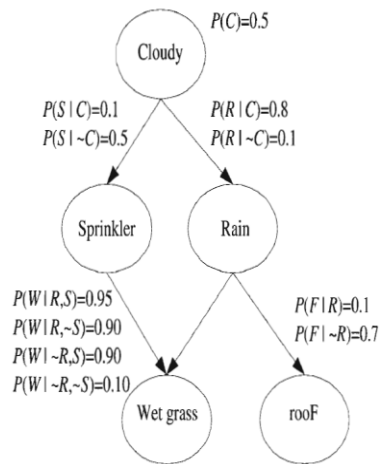 P(C)=0.5
Cloudy
P(S | C)=0.1
P(S | ~C)=0.5
P(R | C)=0.8
P(R | ~C)=0.1
Sprinkler
Rain
P(W | R,S)=0.95
P(W | R,~S)=0.90
P(W | ~R,S)=0.90
P(W | ~R,~S)=0.10
P(F | R)=0.1
P(F | ~R)=0.7
Wet grass
rooF